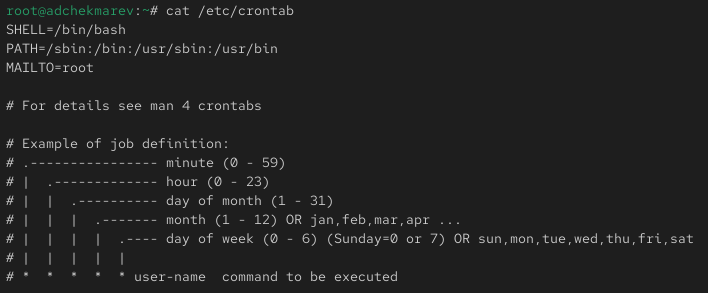 root@adchekmarev:~# cat /etc/crontab
SHELL=/bin/bash
PATH=/sbin:/bin:/usr/sbin:/usr/bin
MAILTO=root

# For details see man 4 crontabs

# Example of job definition:
# .---------------- minute (0 - 59)
# |  .------------- hour (0 - 23)
# |  |  .---------- day of month (1 - 31)
# |  |  |  .------- month (1 - 12) OR jan,feb,mar,apr ...
# |  |  |  |  .---- day of week (0 - 6) (Sunday=0 or 7) OR sun,mon,tue,wed,thu,fri,sat
# |  |  |  |  |
# *  *  *  *  * user-name  command to be executed